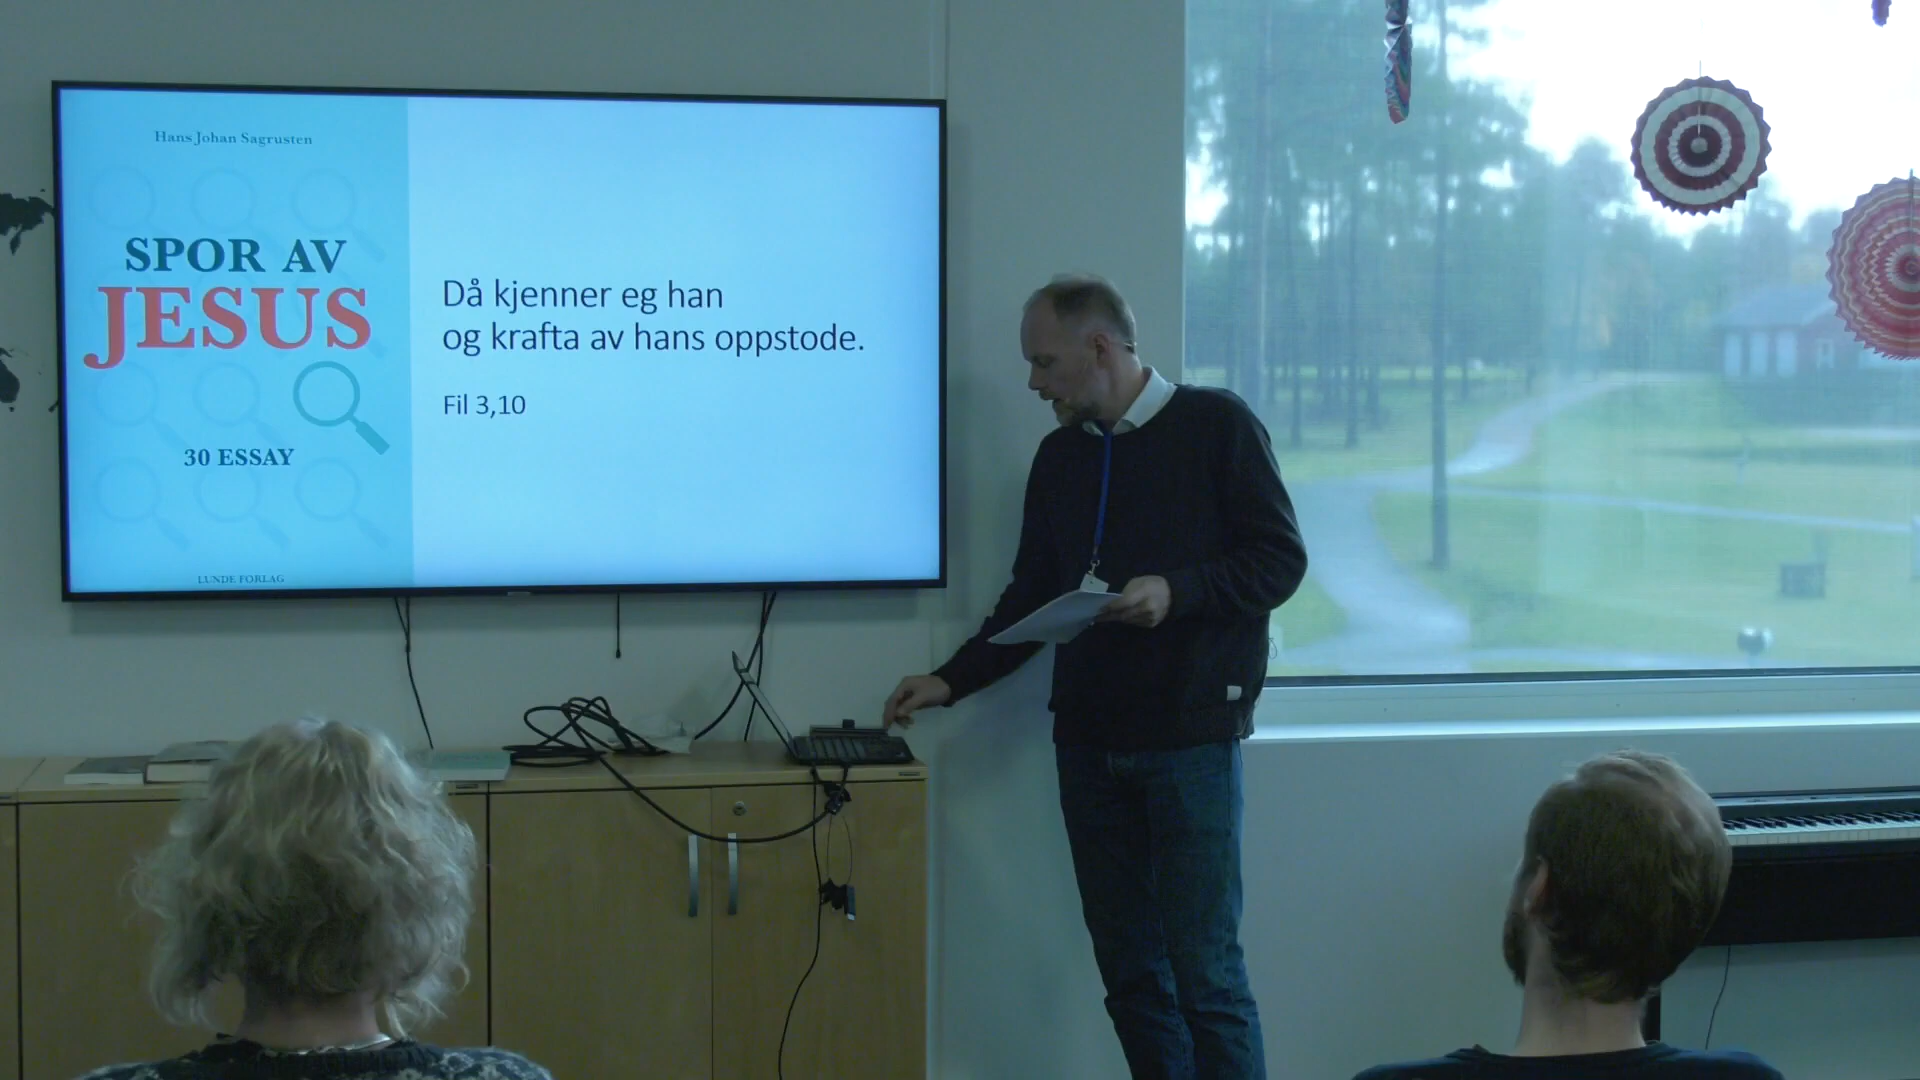 Hans Johan Sagrusten
SPOR AV
JESUS
30 ESSAY
LUNDE FORLAG
Då kjenner eg han
og krafta av hans oppstode.
Fil 3,10